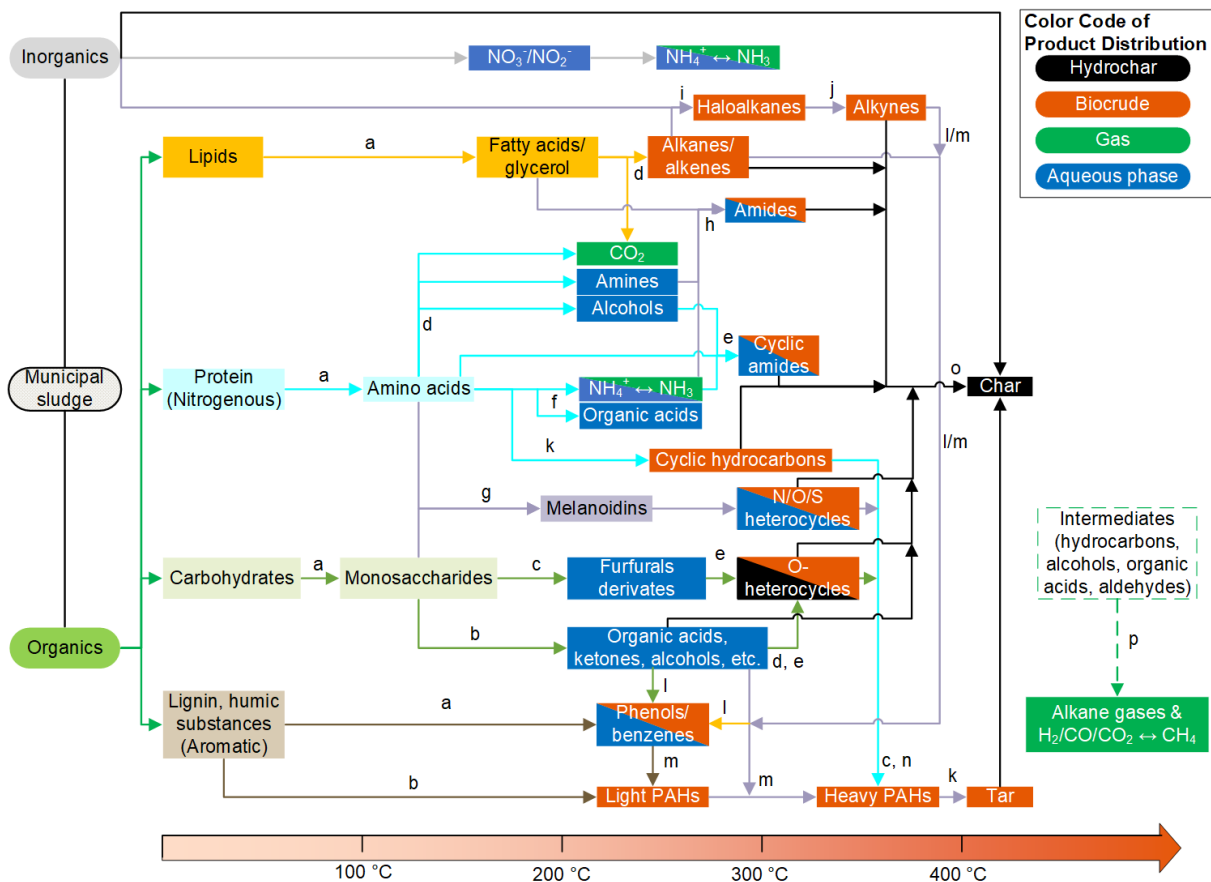 Color Code of
Product Distribution
Hydrochar
Biocrude
Gas
Aqueous phase
Inorganics
NO₃⁻/NO₂⁻
NH₄⁺ ↔ NH₃
i
Haloalkanes
j
Alkynes
l/m
Lipids
a
Fatty acids/
glycerol
d
Alkanes/
alkenes
h
Amides
CO₂
Amines
Alcohols
d
e
Cyclic
amides
Municipal
sludge
Protein
(Nitrogenous)
a
Amino acids
f
NH₄⁺ ↔ NH₃
Organic acids
o
Char
k
Cyclic hydrocarbons
l/m
g
Melanoidins
N/O/S
heterocycles
Intermediates
(hydrocarbons,
alcohols, organic
acids, aldehydes)
Carbohydrates
a
Monosaccharides
c
Furfurals
derivates
e
O-
heterocycles
Organics
b
Organic acids,
ketones, alcohols, etc.
d, e
p
Lignin, humic
substances
(Aromatic)
a
l
Phenols/
benzenes
l
Alkane gases &
H₂/CO/CO₂ ↔ CH₄
m
c, n
b
Light PAHs
m
Heavy PAHs
k
Tar
100 °C
200 °C
300 °C
400 °C